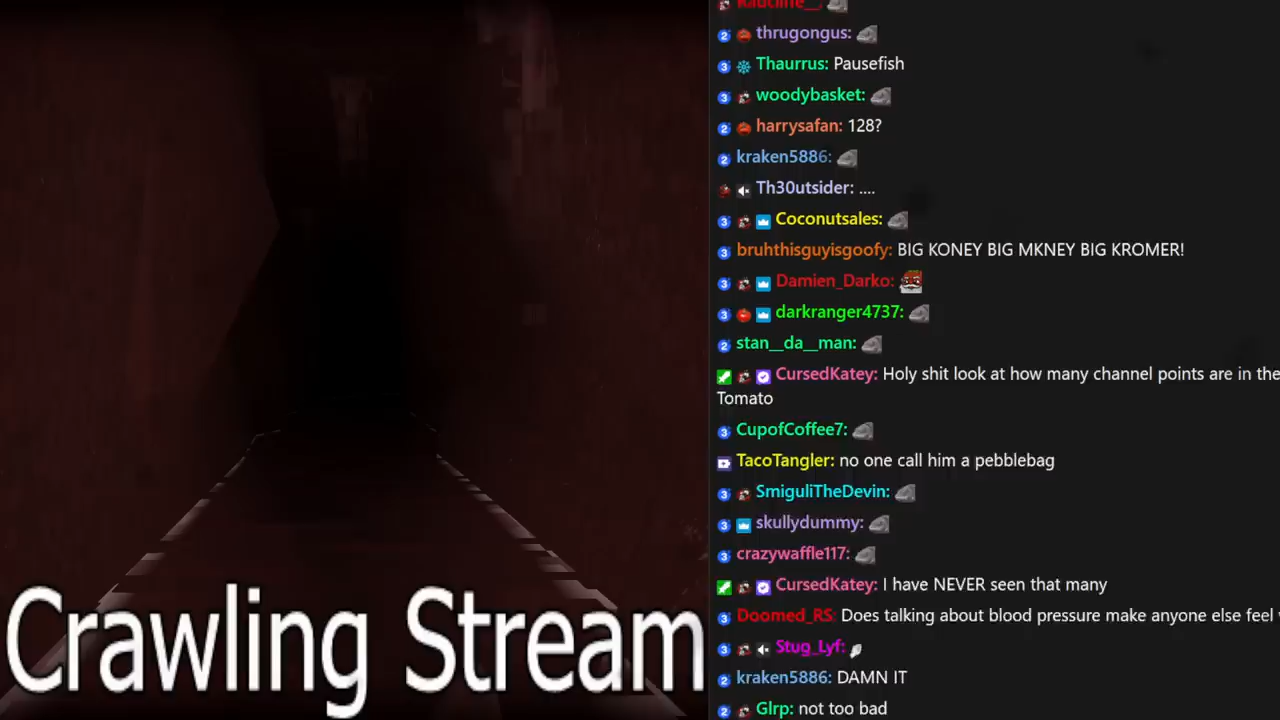 Radcliffe__:
thrugongus:
Thaurrus: Pausefish
woodybasket:
harrysafan: 128?
kraken5886:
Th30utsider: ....
Coconutsales:
bruhthisguyisgoofy: BIG KONEY BIG MKNEY BIG KROMER!
Damien_Darko:
darkranger4737:
stan__da__man:
CursedKatey: Holy shit look at how many channel points are in the
Tomato
CupofCoffee7:
TacoTangler: no one call him a pebblebag
SmiguliTheDevin:
skullydummy:
crazywaffle117:
CursedKatey: I have NEVER seen that many
Doomed_RS: Does talking about blood pressure make anyone else feel
Stug_Lyf:
kraken5886: DAMN IT
Glrp: not too bad
Crawling Stream